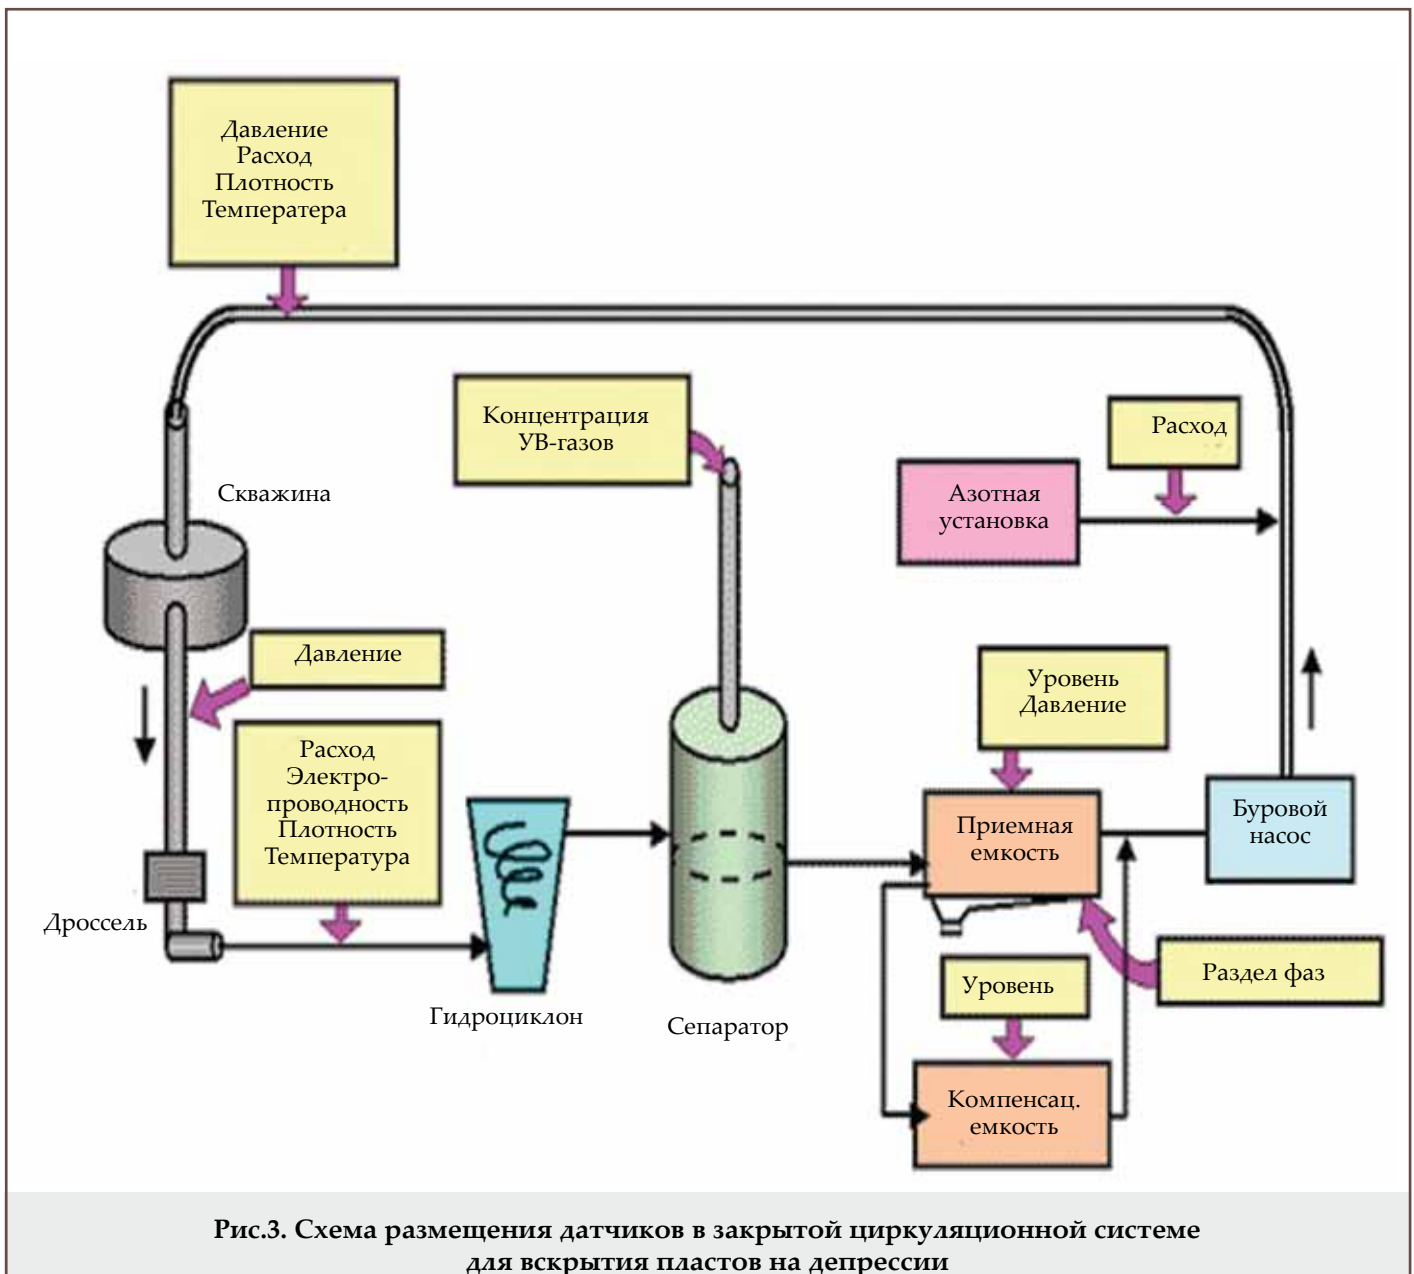 Давление
Расход
Плотность
Температера
Концентрация
УВ-газов
Расход
Азотная
установка
Скважина
Давление
Уровень
Давление
Расход
Электро-
проводность
Плотность
Температура
Приемная
емкость
Буровой
насос
Дроссель
Гидроциклон
Сепаратор
Раздел фаз
Уровень
Компенсац.
емкость
Рис.3. Схема размещения датчиков в закрытой циркуляционной системе
для вскрытия пластов на депрессии